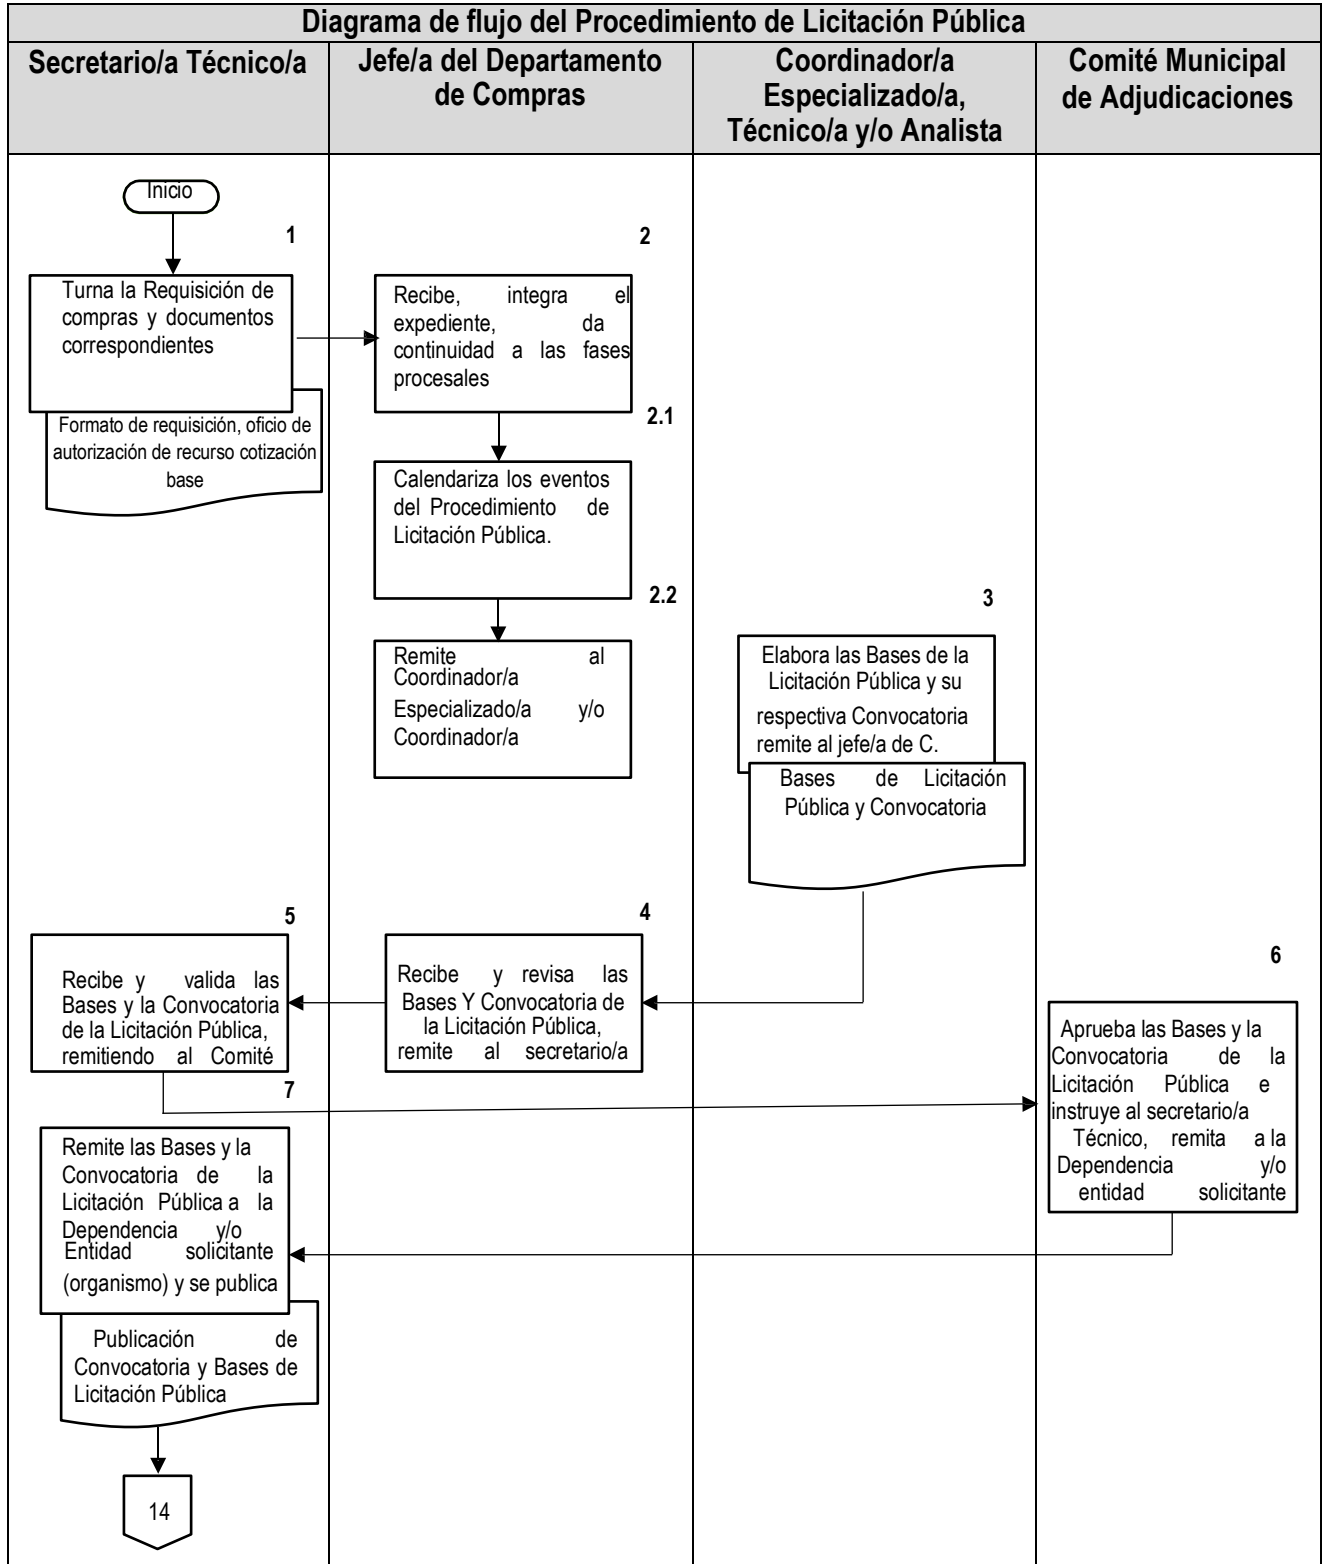 Diagrama de flujo del Procedimiento de Licitación Pública
Secretario/a Técnico/a
Jefe/a del Departamento
de Compras
Coordinador/a
Especializado/a,
Técnico/a y/o Analista
Comité Municipal
de Adjudicaciones
Inicio
1
Turna la Requisición de
compras y documentos
correspondientes
Formato de requisición, oficio de
autorización de recurso cotización
base
2
Recibe, integra el
expediente, da
continuidad a las fases
procesales
2.1
Calendariza los eventos
del Procedimiento de
Licitación Pública.
2.2
Remite al
Coordinador/a
Especializado/a y/o
Coordinador/a
3
Elabora las Bases de la
Licitación Pública y su
respectiva Convocatoria
remite al jefe/a de C.
Bases de Licitación
Pública y Convocatoria
4
Recibe y revisa las
Bases Y Convocatoria de
la Licitación Pública,
remite al secretario/a
5
Recibe y valida las
Bases y la Convocatoria
de la Licitación Pública,
remitiendo al Comité
6
Aprueba las Bases y la
Convocatoria de la
Licitación Pública e
instruye al secretario/a
Técnico, remita a la
Dependencia y/o
entidad solicitante
7
Remite las Bases y la
Convocatoria de la
Licitación Pública a la
Dependencia y/o
Entidad solicitante
(organismo) y se publica
Publicación de
Convocatoria y Bases de
Licitación Pública
14